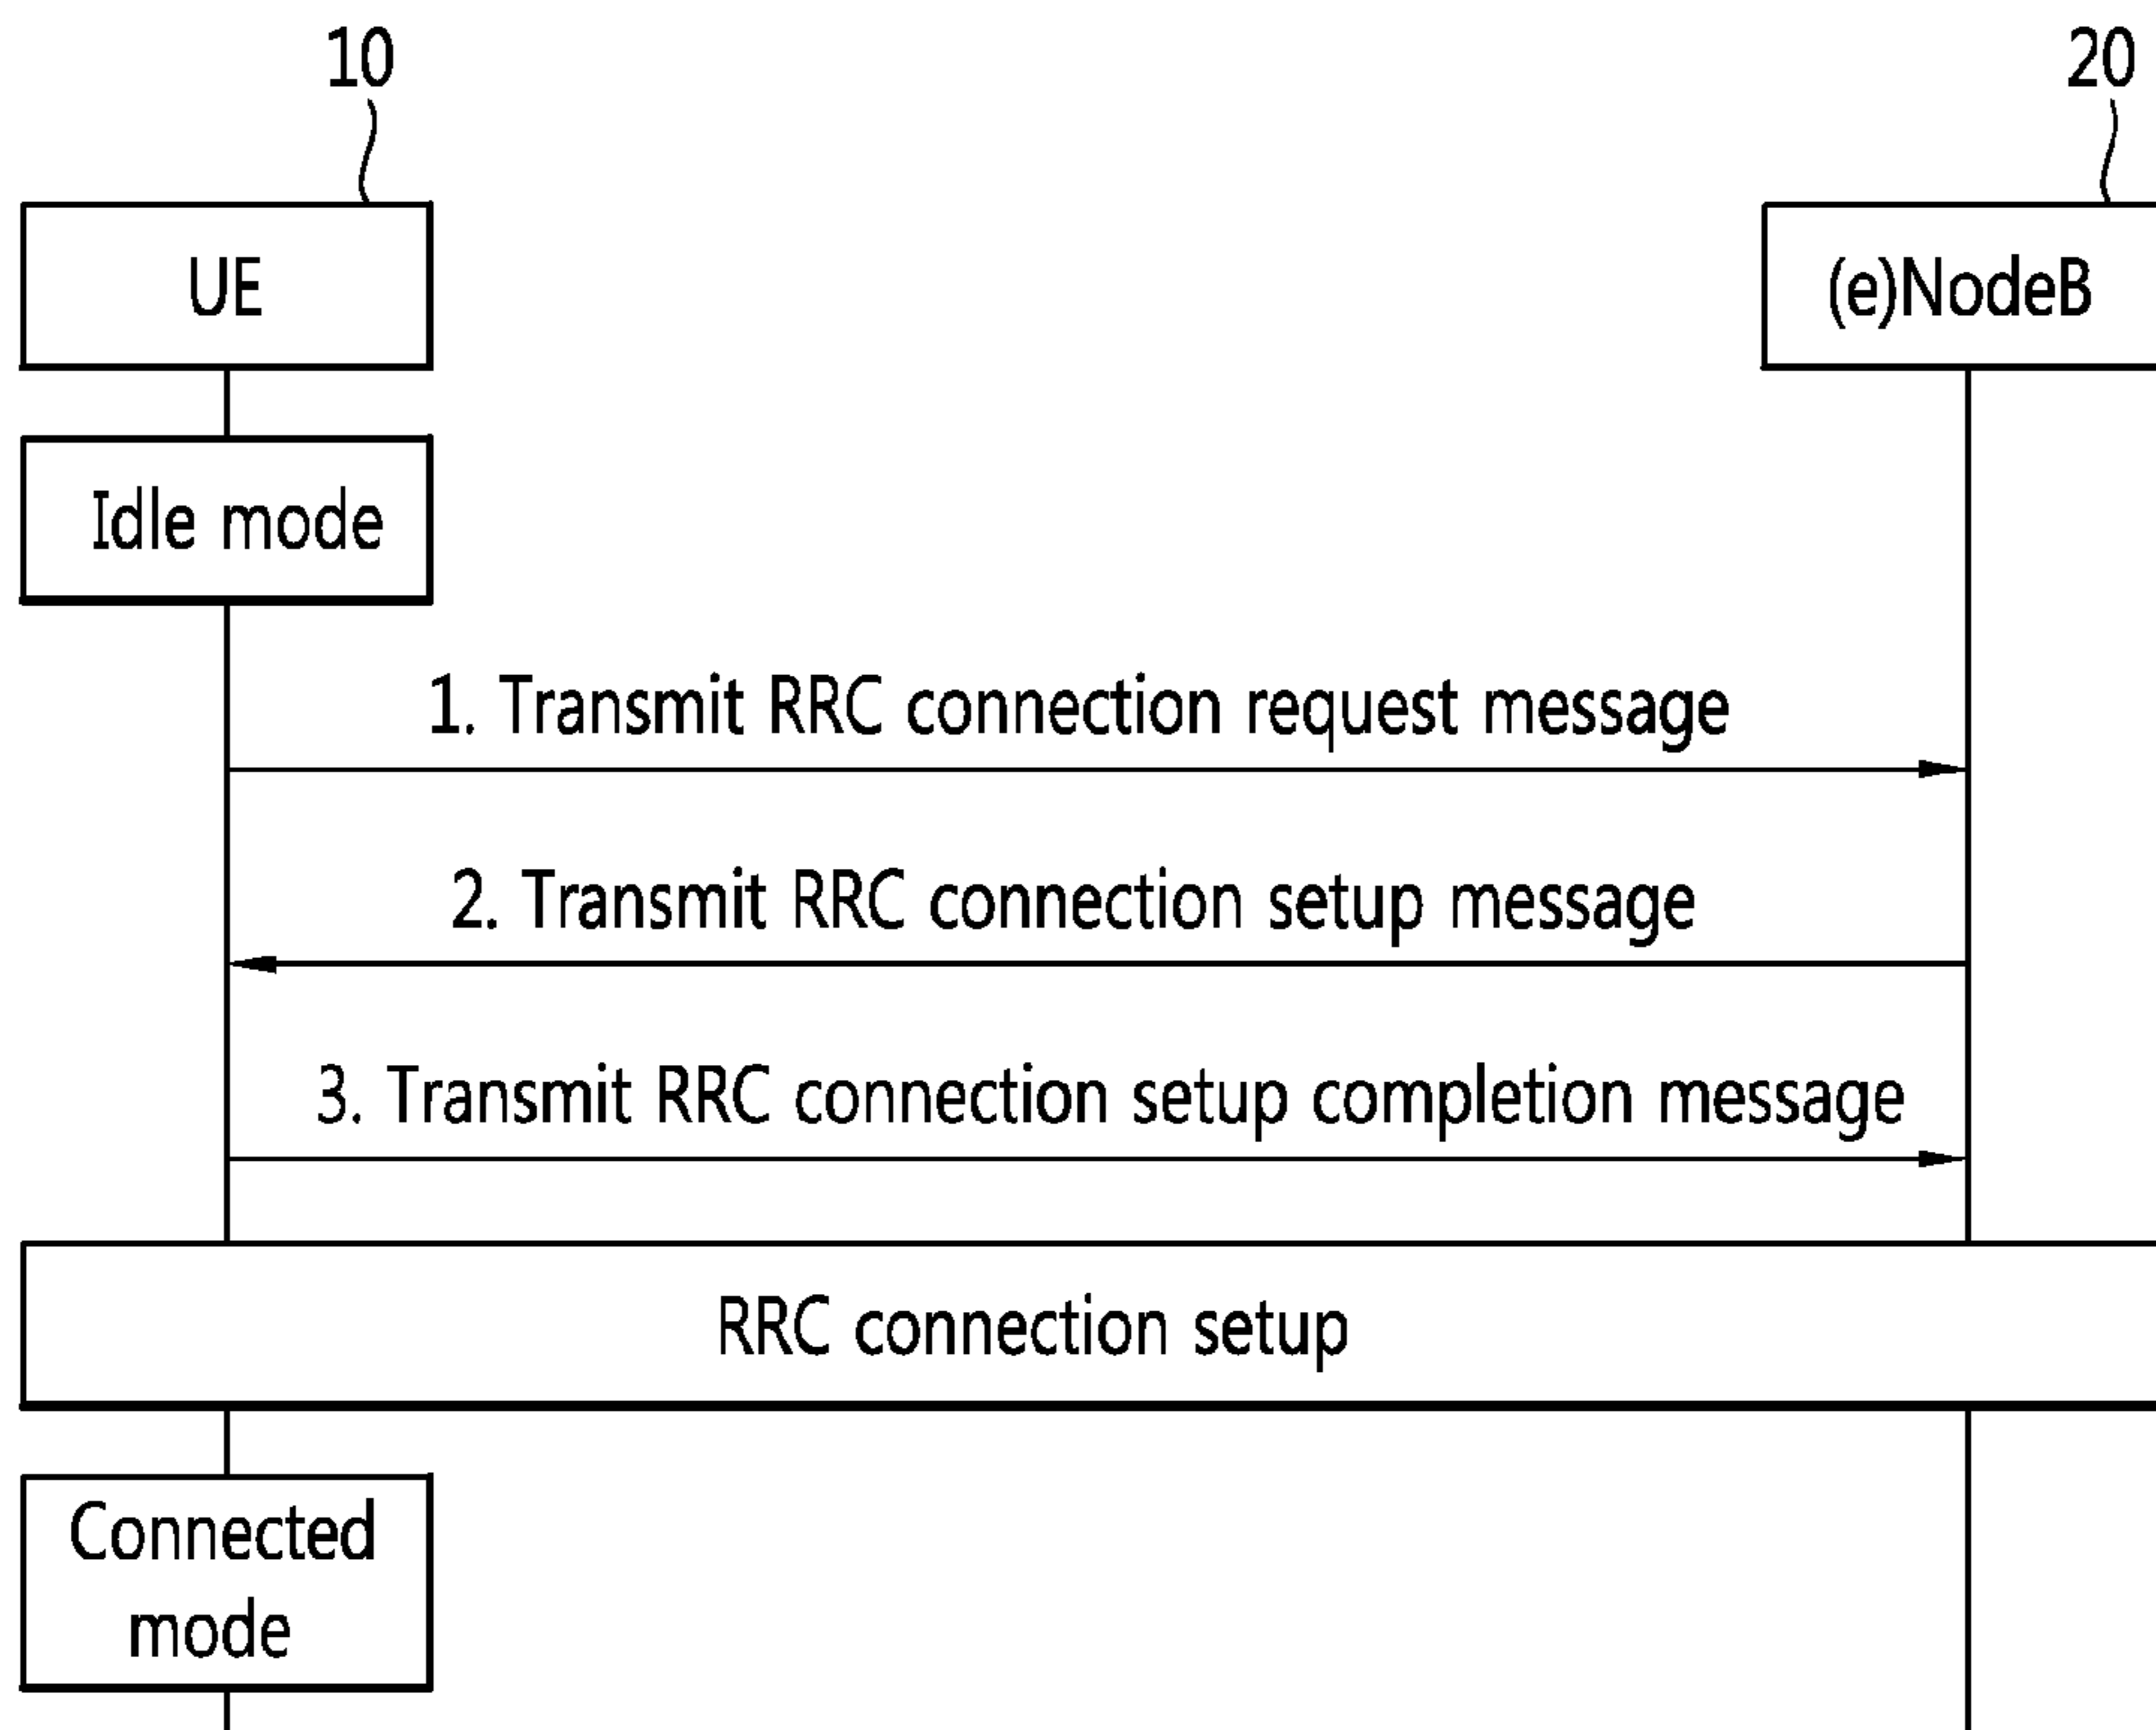 10
20
UE
(e)NodeB
Idle mode
1. Transmit RRC connection request message
2. Transmit RRC connection setup message
3. Transmit RRC connection setup completion message
RRC connection setup
Connected
mode